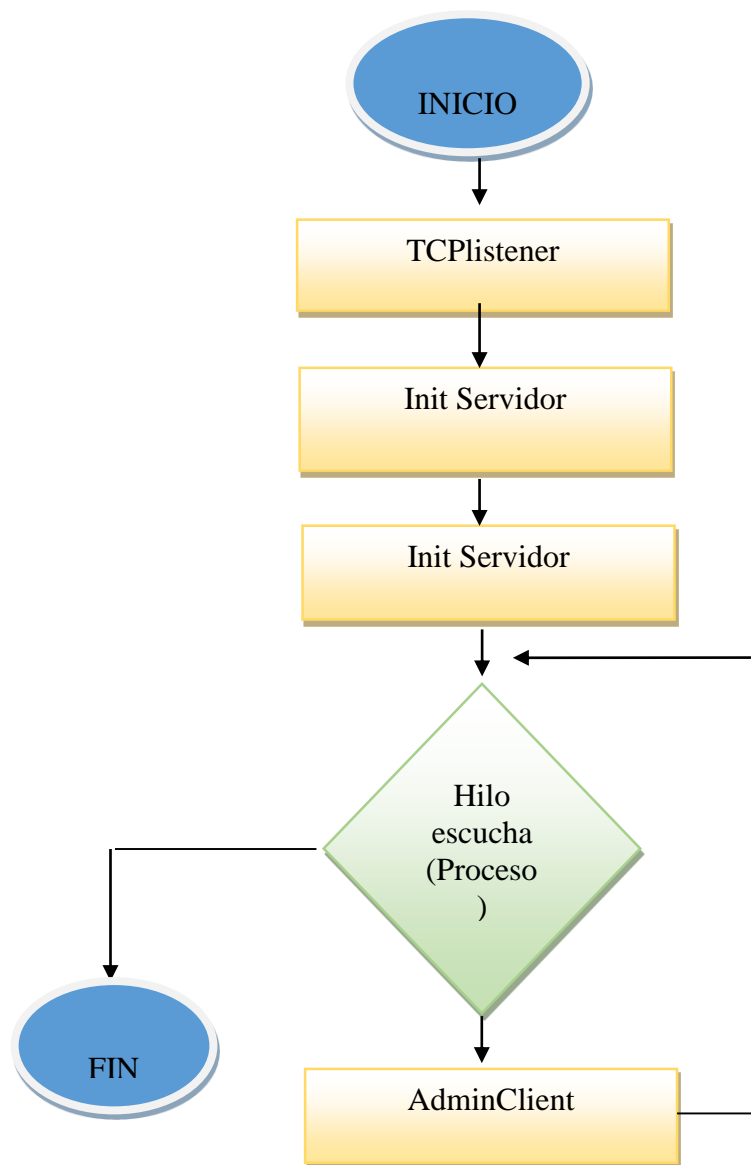 INICIO
TCPlistener
Init Servidor
Init Servidor
Hilo
escucha
(Proceso
)
FIN
AdminClient